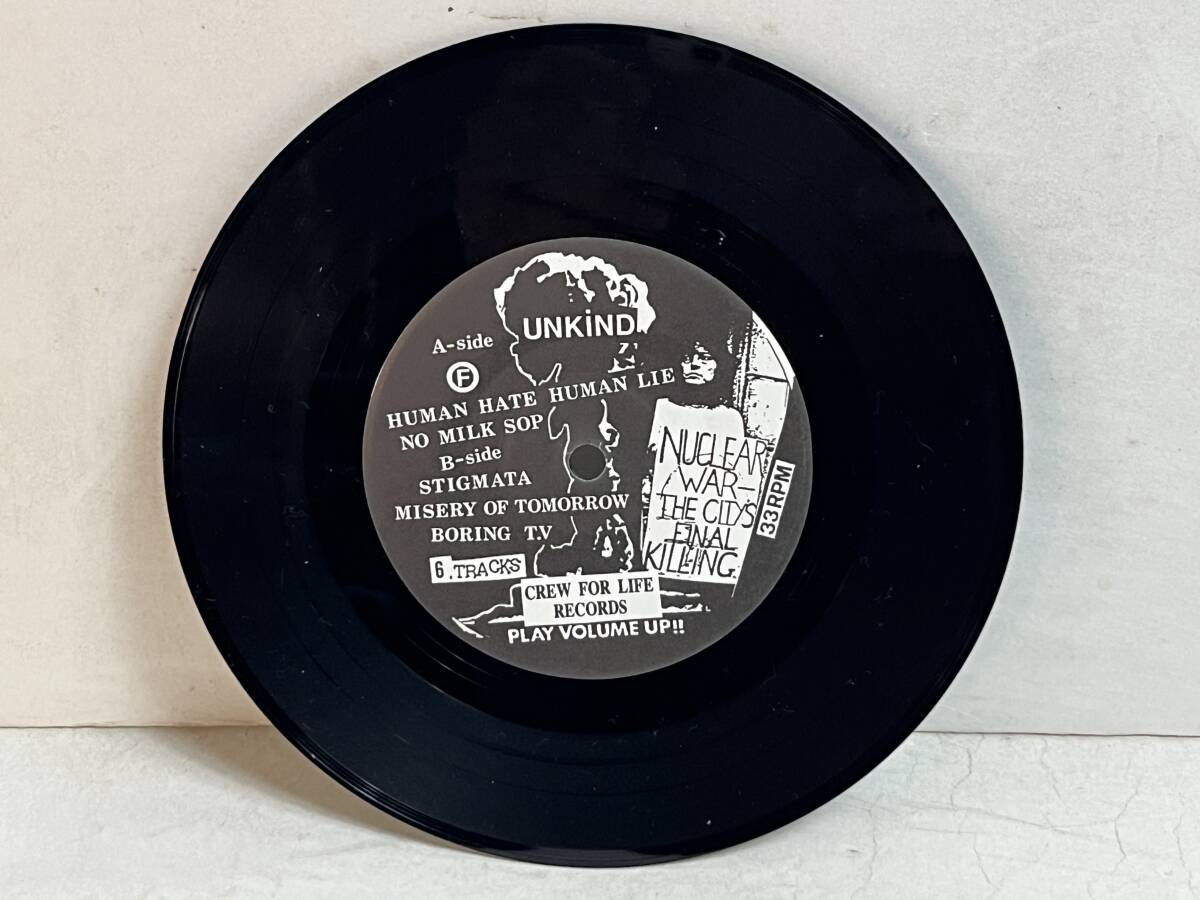 UNKiND
A-side
F
HUMAN HATE HUMAN LIE
NO MILK SOP
B-side
STIGMATA
MISERY OF TOMORROW
BORING T.V
6.TRACKS
NUCLEAR
WAR-
THE CITYS
FINAL
KILLING.
33RPM
CREW FOR LIFE
RECORDS
PLAY VOLUME UP!!